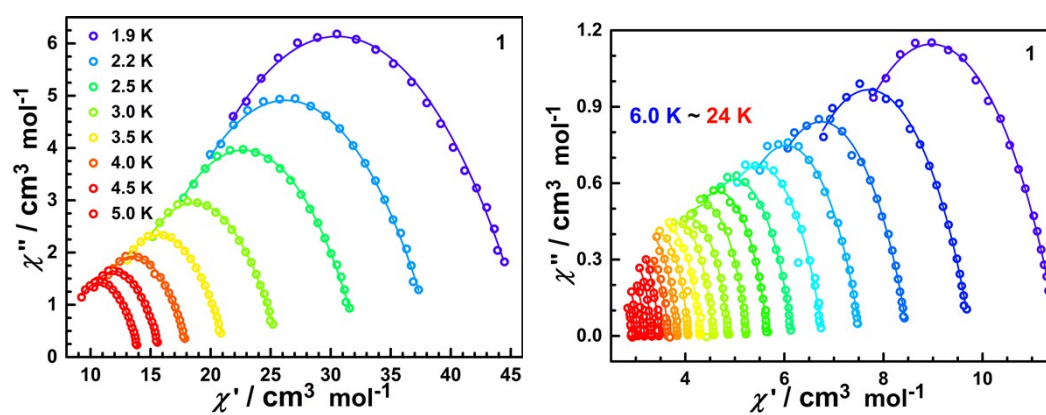 1
1.9 K
2.2 K
2.5 K
3.0 K
3.5 K
4.0 K
4.5 K
5.0 K
6
5
4
3
2
1
0
χ" / cm³ mol⁻¹
10 15 20 25 30 35 40 45
χ' / cm³ mol⁻¹
1
6.0 K ~ 24 K
1.2
0.9
0.6
0.3
0.0
χ" / cm³ mol⁻¹
4 6 8 10
χ' / cm³ mol⁻¹